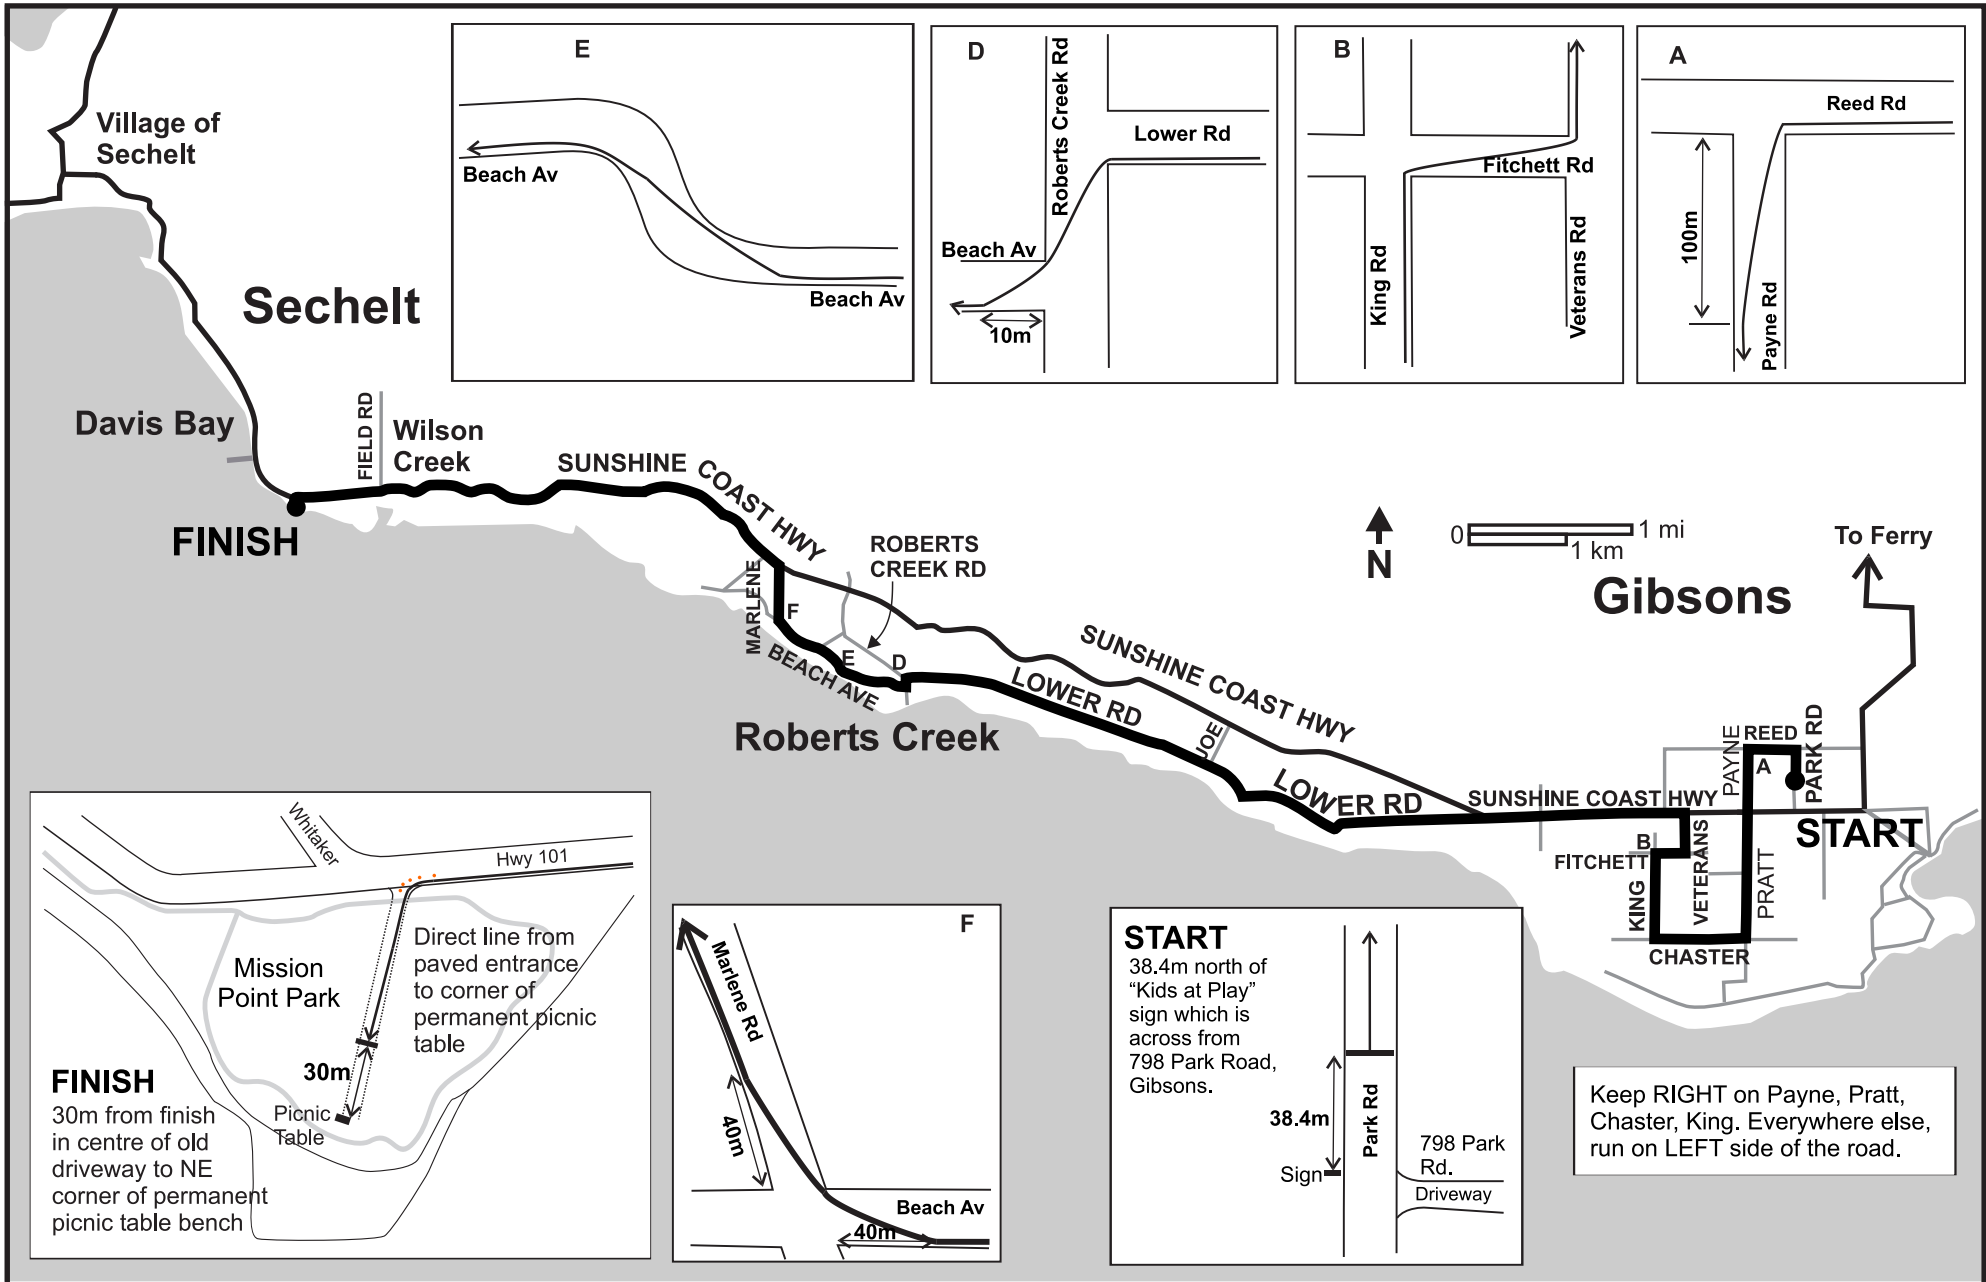 E
Beach Av
Beach Av
D
Roberts Creek Rd
Lower Rd
Beach Av
10m
B
Fitchett Rd
King Rd
Veterans Rd
A
Reed Rd
100m
Payne Rd
Village of
Sechelt
Sechelt
Davis Bay
FIELD RD
Wilson
Creek
SUNSHINE COAST HWY
FINISH
ROBERTS
CREEK RD
MARLENE
F
BEACH AVE
E
D
Roberts Creek
LOWER RD
SUNSHINE COAST HWY
JOE
LOWER RD
N
0
1 mi
1 km
To Ferry
Gibsons
SUNSHINE COAST HWY
PAYNE
REED
A
PARK RD
START
B
FITCHETT
KING
VETERANS
PRATT
CHASTER
Whitaker
Hwy 101
Mission
Point Park
Direct line from
paved entrance
to corner of
permanent picnic
table
30m
Picnic
Table
FINISH
30m from finish
in centre of old
driveway to NE
corner of permanent
picnic table bench
F
Marlene Rd
40m
Beach Av
40m
START
38.4m north of
“Kids at Play”
sign which is
across from
798 Park Road,
Gibsons.
38.4m
Sign
Park Rd
798 Park
Rd.
Driveway
Keep RIGHT on Payne, Pratt,
Chaster, King. Everywhere else,
run on LEFT side of the road.